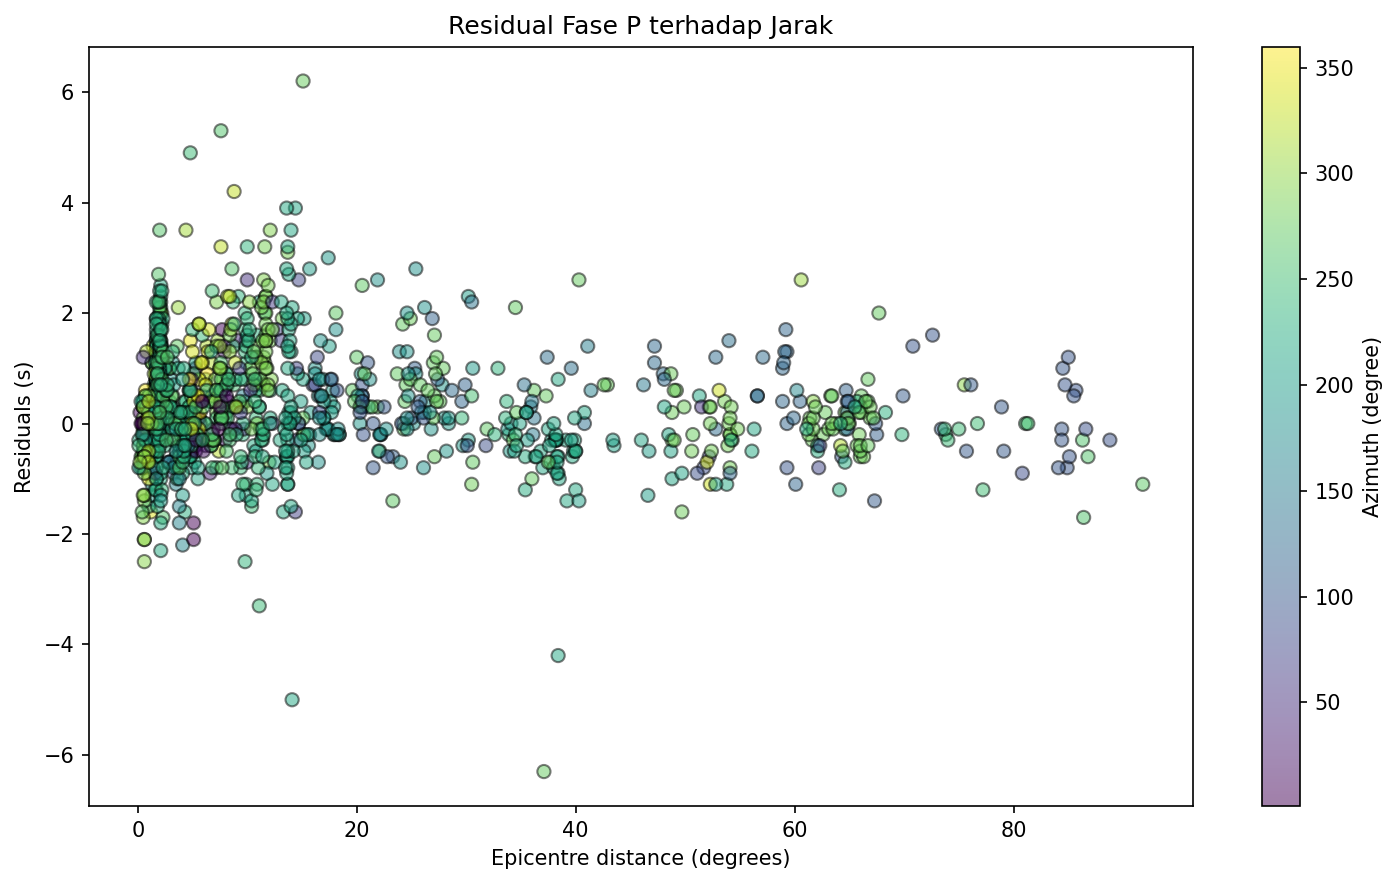 Residual Fase P terhadap Jarak
Residuals (s)
6
4
2
0
−2
−4
−6
0 20 40 60 80
Epicentre distance (degrees)
350
300
250
200
150
100
50
Azimuth (degree)